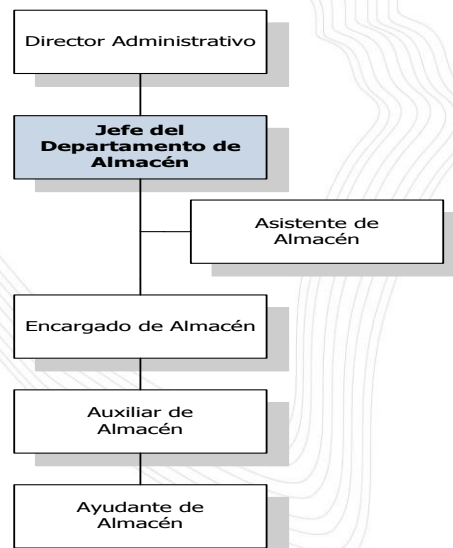 Director Administrativo
Jefe del
Departamento de
Almacén
Asistente de
Almacén
Encargado de Almacén
Auxiliar de
Almacén
Ayudante de
Almacén